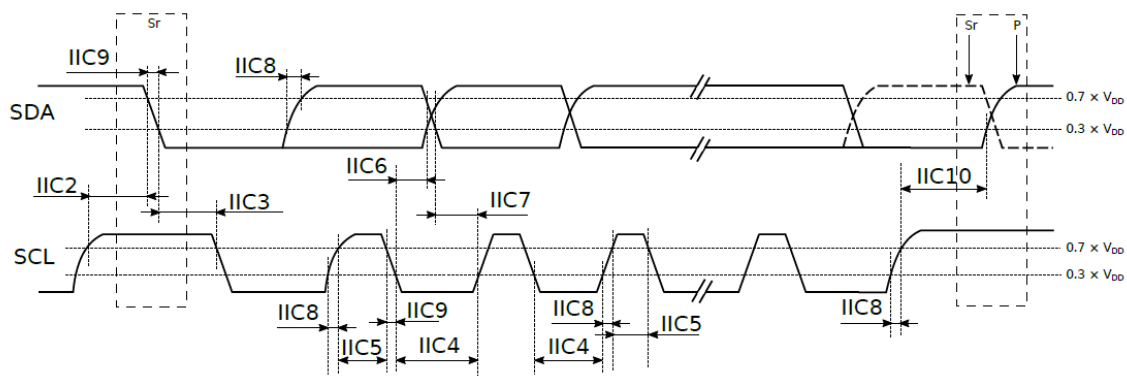 Sr
Sr P
IIC9
IIC8
SDA
0.7 × VDD
0.3 × VDD
IIC6
IIC2
IIC3
IIC7
IIC10
SCL
0.7 × VDD
0.3 × VDD
IIC8
IIC9
IIC8
IIC5
IIC8
IIC5
IIC4
IIC4